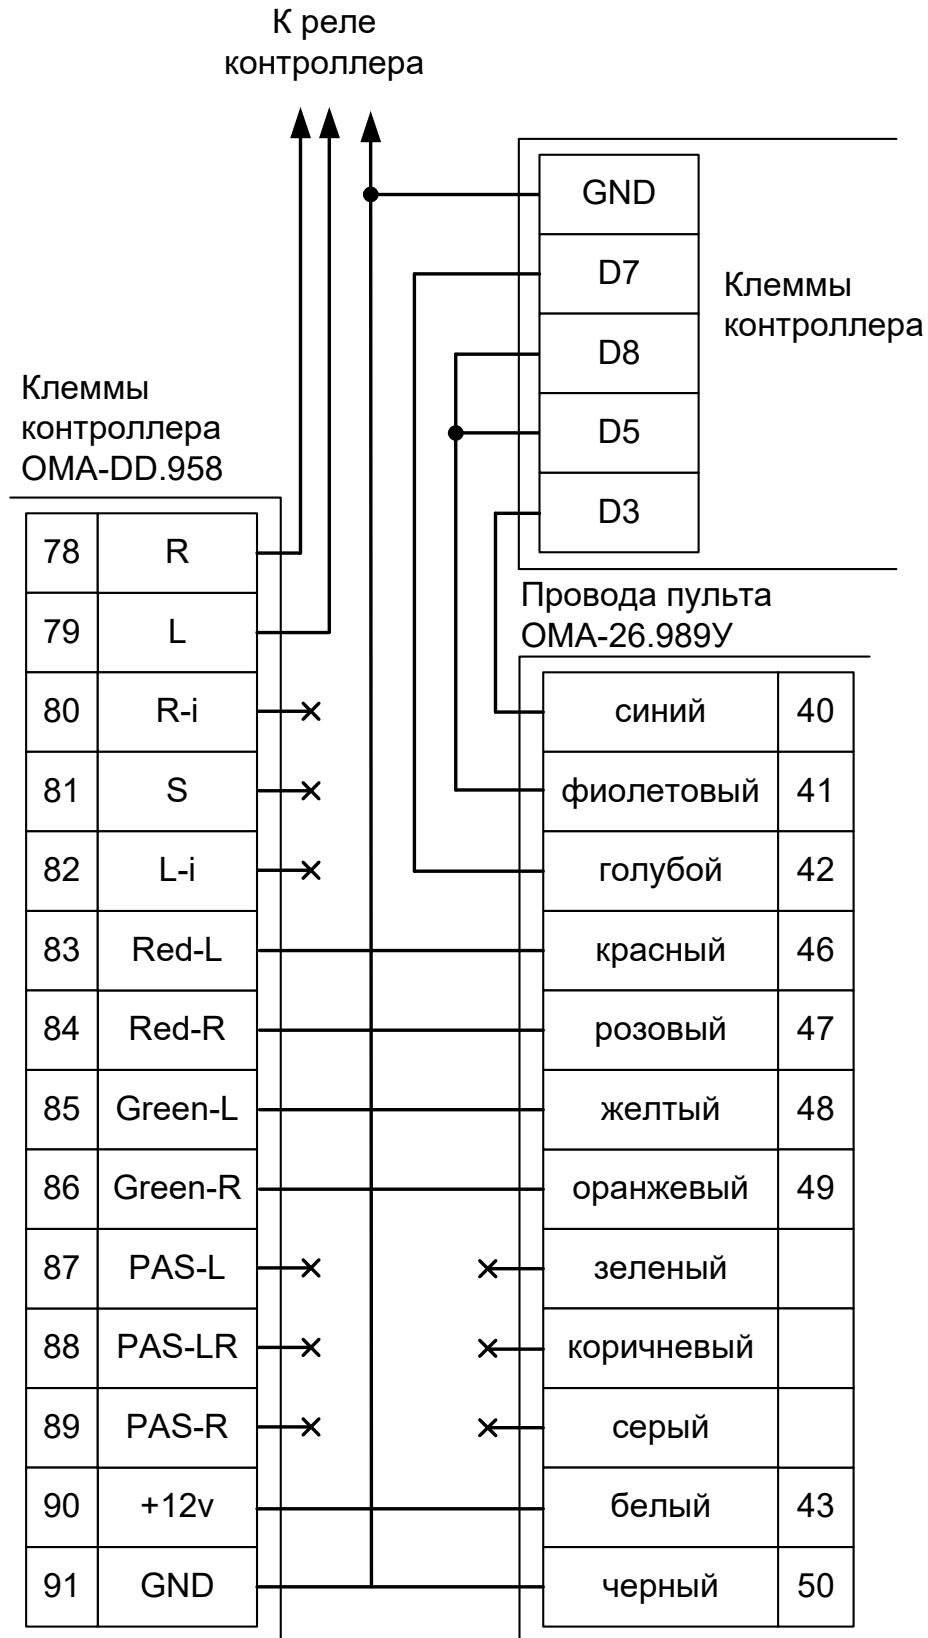 К реле
контроллера
GND
D7
D8
D5
D3
Клеммы
контроллера
Клеммы
контроллера
OMA-DD.958
78 R
79 L
80 R-i
81 S
82 L-i
83 Red-L
84 Red-R
85 Green-L
86 Green-R
87 PAS-L
88 PAS-LR
89 PAS-R
90 +12v
91 GND
Провода пульта
ОМА-26.989У
синий 40
фиолетовый 41
голубой 42
красный 46
розовый 47
желтый 48
оранжевый 49
зеленый
коричневый
серый
белый 43
черный 50